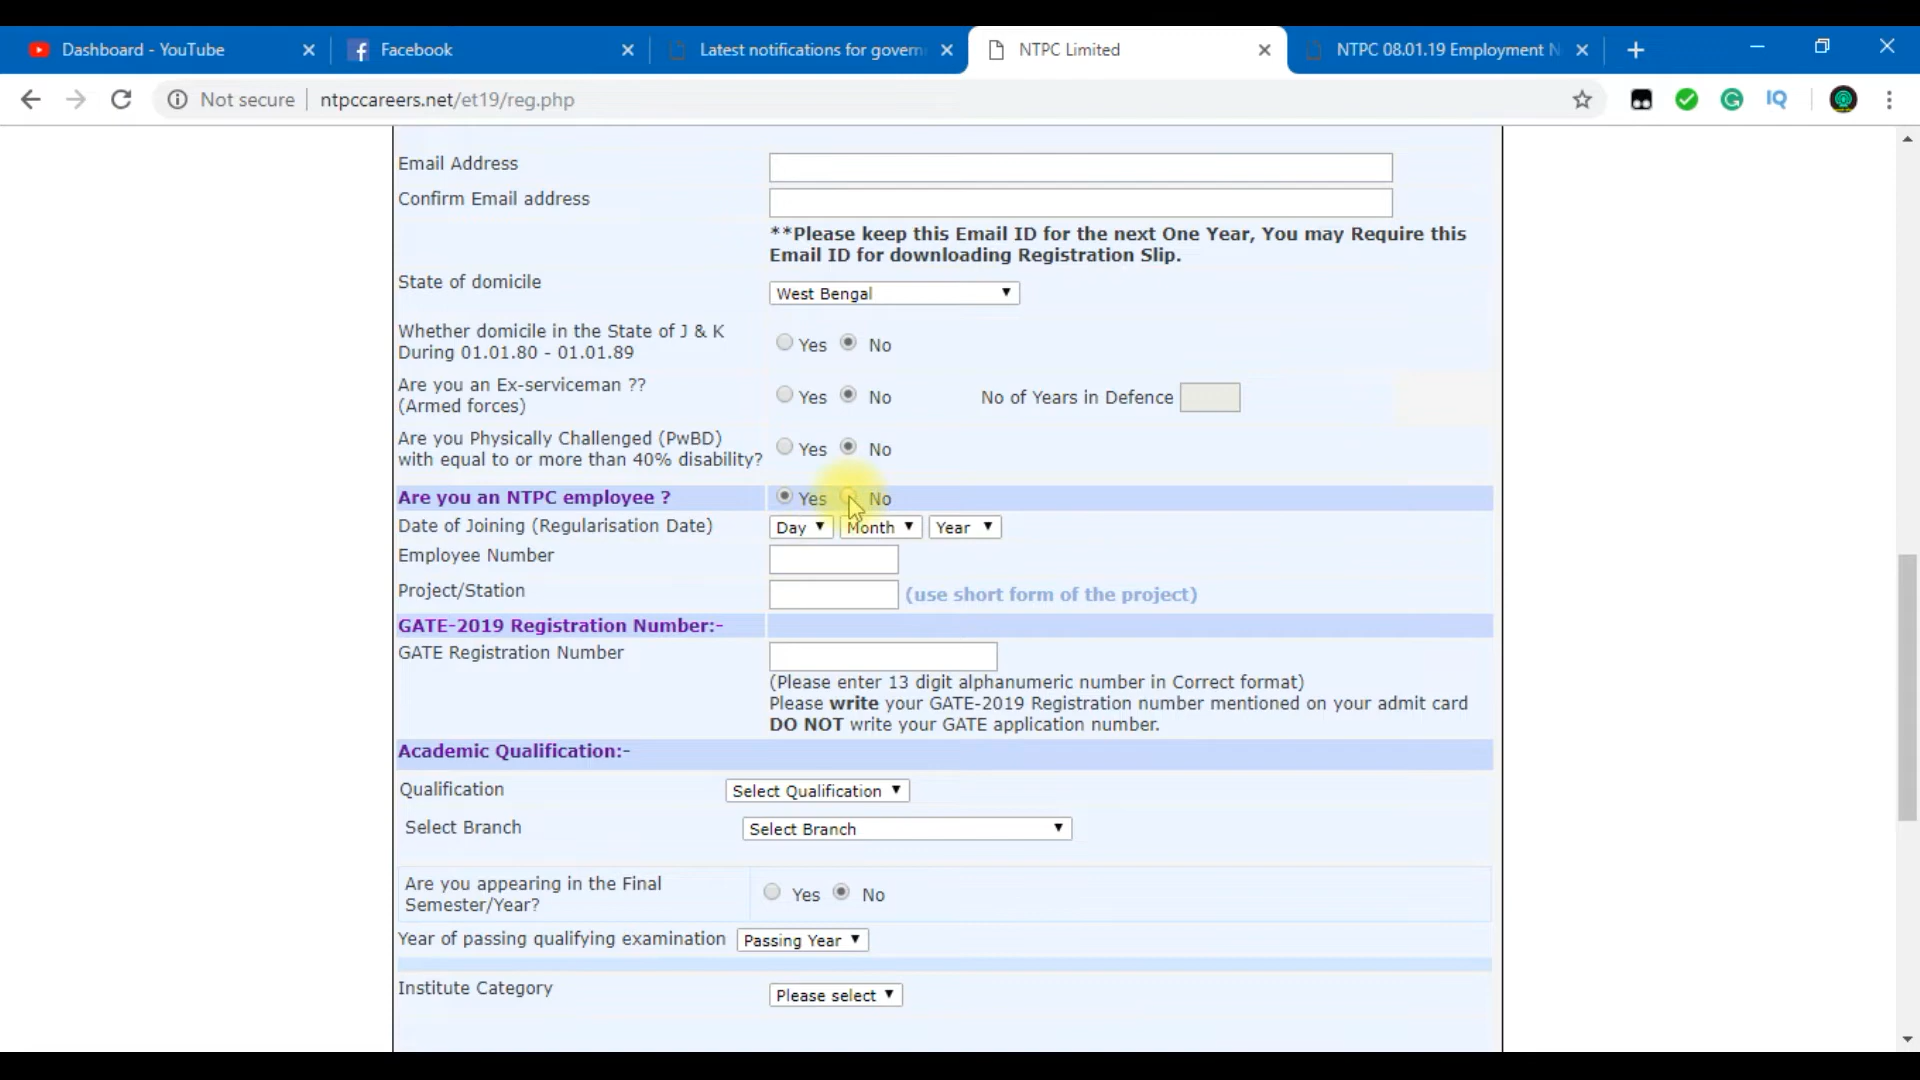 Dashboard - YouTube
Facebook
Latest notifications for govern
NTPC Limited
NTPC 08.01.19 Employment N
Not secure
ntpccareers.net/et19/reg.php
IQ
Email Address
Confirm Email address
**Please keep this Email ID for the next One Year, You may Require this
Email ID for downloading Registration Slip.
State of domicile
West Bengal
Whether domicile in the State of J & K
During 01.01.80 - 01.01.89
Yes No
Are you an Ex-serviceman ??
(Armed forces)
Yes No No of Years in Defence
Are you Physically Challenged (PwBD)
with equal to or more than 40% disability?
Yes No
Are you an NTPC employee ? Yes No
Date of Joining (Regularisation Date) Day Month Year
Employee Number
Project/Station (use short form of the project)
GATE-2019 Registration Number:-
GATE Registration Number
(Please enter 13 digit alphanumeric number in Correct format)
Please write your GATE-2019 Registration number mentioned on your admit card
DO NOT write your GATE application number.
Academic Qualification:-
Qualification Select Qualification
Select Branch Select Branch
Are you appearing in the Final
Semester/Year?
Yes No
Year of passing qualifying examination Passing Year
Institute Category Please select